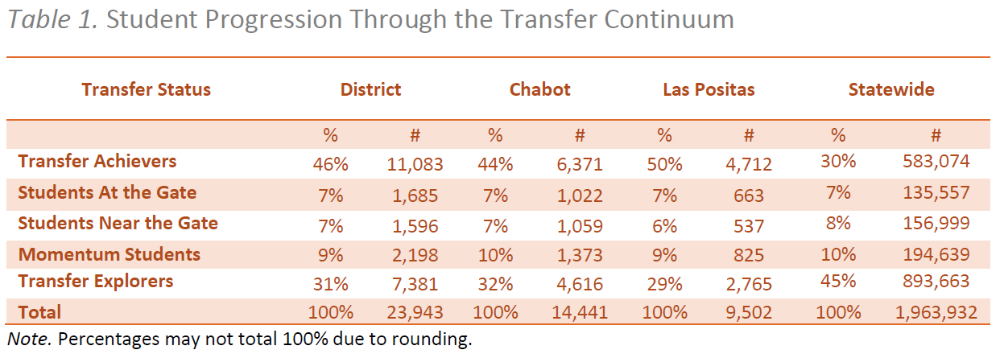 Table 1. Student Progression Through the Transfer Continuum
Transfer Status District Chabot Las Positas Statewide
% # % # % # % #
Transfer Achievers 46% 11,083 44% 6,371 50% 4,712 30% 583,074
Students At the Gate 7% 1,685 7% 1,022 7% 663 7% 135,557
Students Near the Gate 7% 1,596 7% 1,059 6% 537 8% 156,999
Momentum Students 9% 2,198 10% 1,373 9% 825 10% 194,639
Transfer Explorers 31% 7,381 32% 4,616 29% 2,765 45% 893,663
Total 100% 23,943 100% 14,441 100% 9,502 100% 1,963,932
Note. Percentages may not total 100% due to rounding.